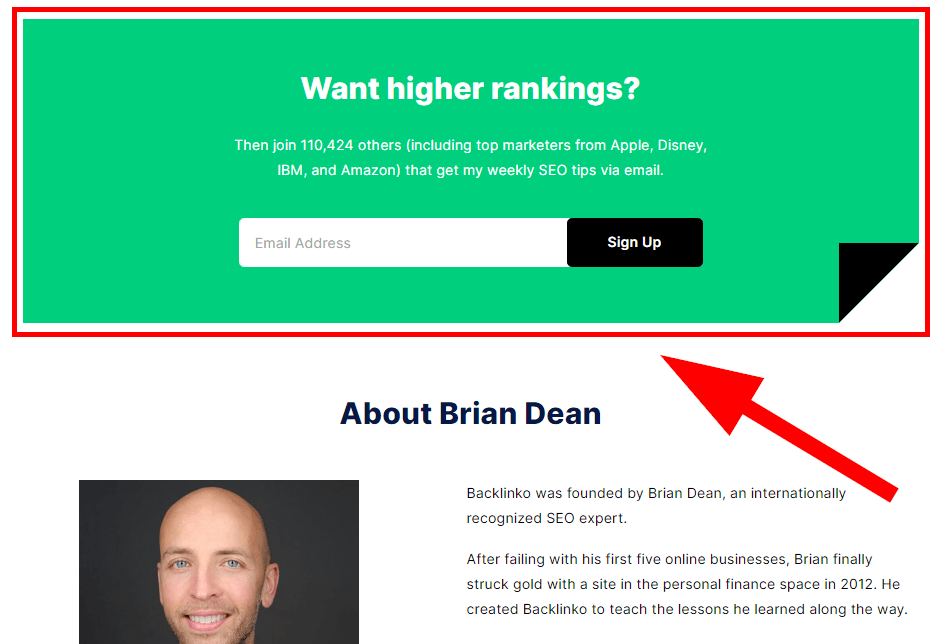 Want higher rankings?
Then join 110,424 others (including top marketers from Apple, Disney,
IBM, and Amazon) that get my weekly SEO tips via email.
Email Address
Sign Up
About Brian Dean
Backlinko was founded by Brian Dean, an internationally
recognized SEO expert.
After failing with his first five online businesses, Brian finally
struck gold with a site in the personal finance space in 2012. He
created Backlinko to teach the lessons he learned along the way.